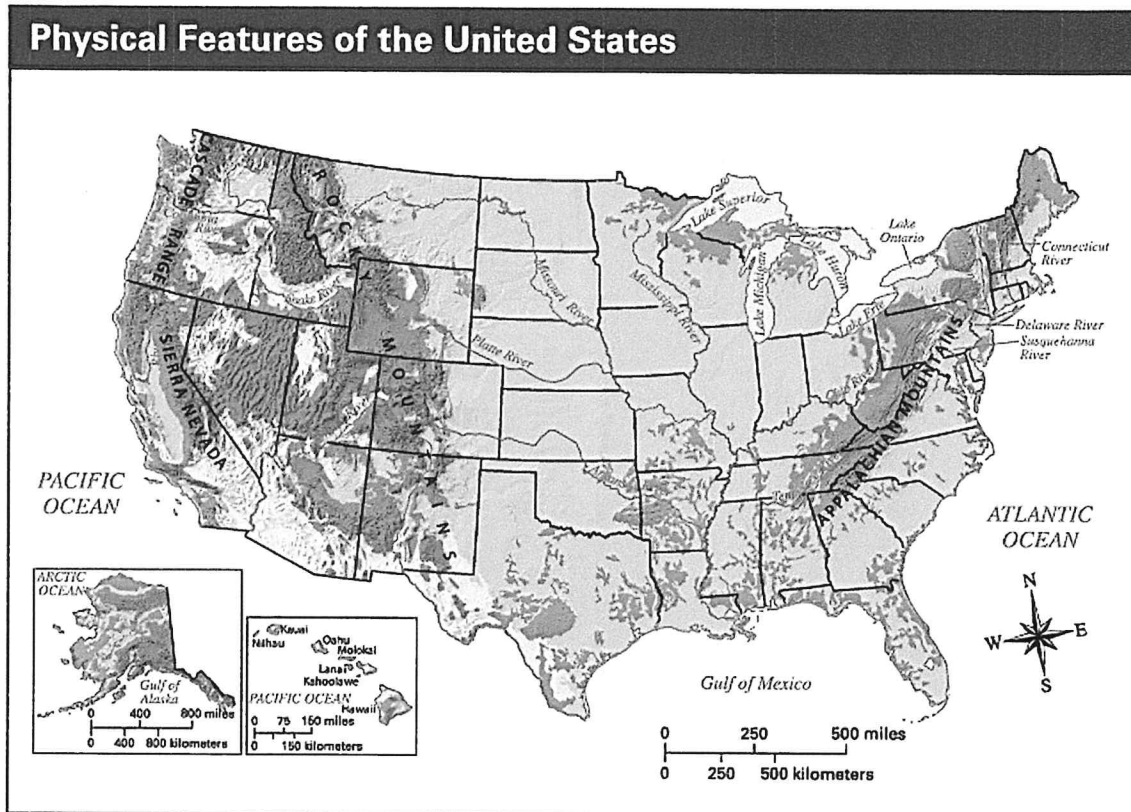 Physical Features of the United States
CASCADE RANGE
ROCKY MOUNTAINS
SIERRA NEVADA
APPALACHIAN MOUNTAINS
Columbia
River
Snake River
Missouri River
Mississippi River
Platte River
River
Ohio River
Lake Superior
Lake Michigan
Lake Huron
Lake
Ontario
Lake Erie
Connecticut
River
Delaware River
Susquehanna
River
PACIFIC
OCEAN
ATLANTIC
OCEAN
Gulf of Mexico
N
W
E
S
ARCTIC
OCEAN
Gulf of
Alaska
0 400 800 miles
0 400 800 kilometers
Kauai
Niihau
Oahu
Molokai
Lanai
Kahoolawe
PACIFIC OCEAN
Hawaii
0 75 150 miles
0 150 kilometers
0 250 500 miles
0 250 500 kilometers